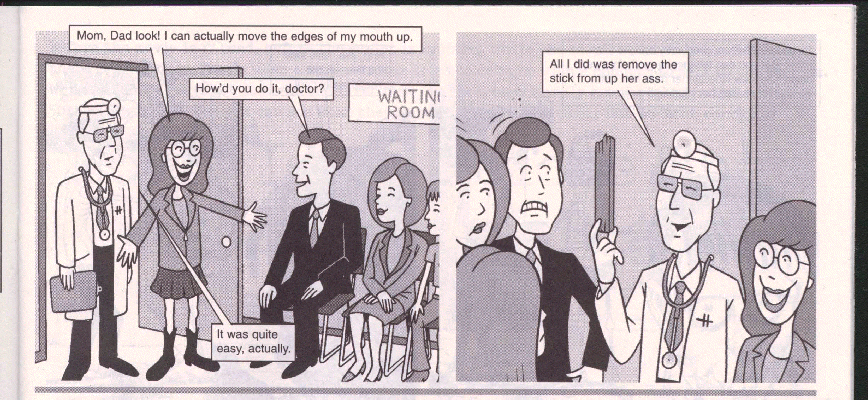 Mom, Dad look! I can actually move the edges of my mouth up.
How'd you do it, doctor?
WAITIN
ROOM
It was quite
easy, actually.
All I did was remove the
stick from up her ass.